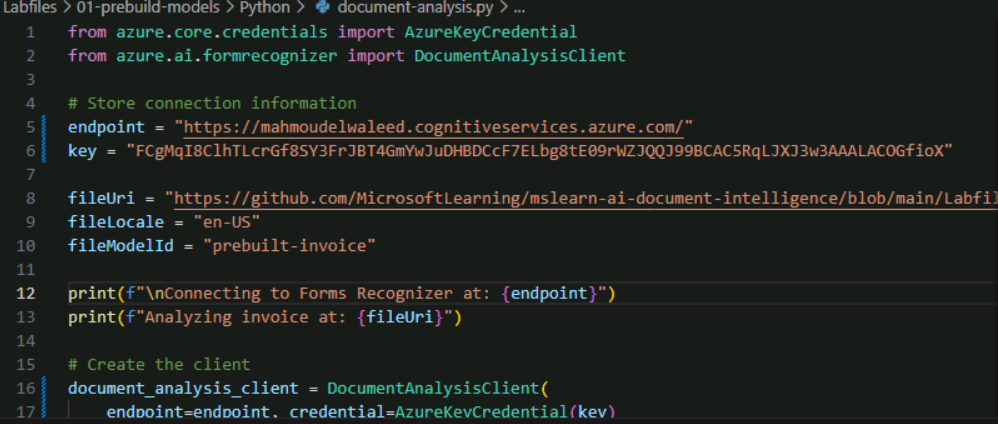 Labfiles > 01-prebuild-models > Python > document-analysis.py > ...
1 from azure.core.credentials import AzureKeyCredential
2 from azure.ai.formrecognizer import DocumentAnalysisClient
3
4 # Store connection information
5 endpoint = "https://mahmoudelwaleed.cognitiveservices.azure.com/"
6 key = "FCgMqI8ClhTLcrGf8SY3FrJBT4GmYwJuDHBDCcF7ELbg8tE09rWZJQQJ99BCAC5RqLJXJ3w3AAALACOGfioX"
7
8 fileUri = "https://github.com/MicrosoftLearning/mslearn-ai-document-intelligence/blob/main/Labfil
9 fileLocale = "en-US"
10 fileModelId = "prebuilt-invoice"
11
12 print(f"\nConnecting to Forms Recognizer at: {endpoint}")
13 print(f"Analyzing invoice at: {fileUri}")
14
15 # Create the client
16 document_analysis_client = DocumentAnalysisClient(
17 endpoint=endpoint, credential=AzureKeyCredential(key)